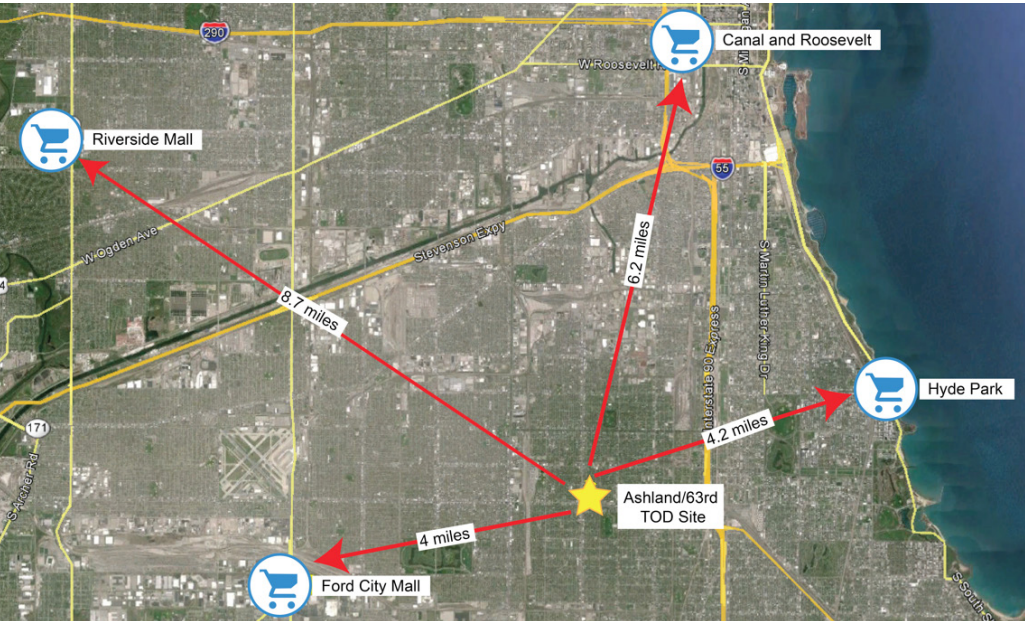 290
Canal and Roosevelt
W Roosevelt R
Riverside Mall
55
W Ogden Ave
Stevenson Expy
S Martin Luther King Dr
6.2 miles
8.7 miles
4
Interstate 90 Express
Hyde Park
4.2 miles
171
S Archer Rd
Ashland/63rd
TOD Site
4 miles
Ford City Mall
S South S